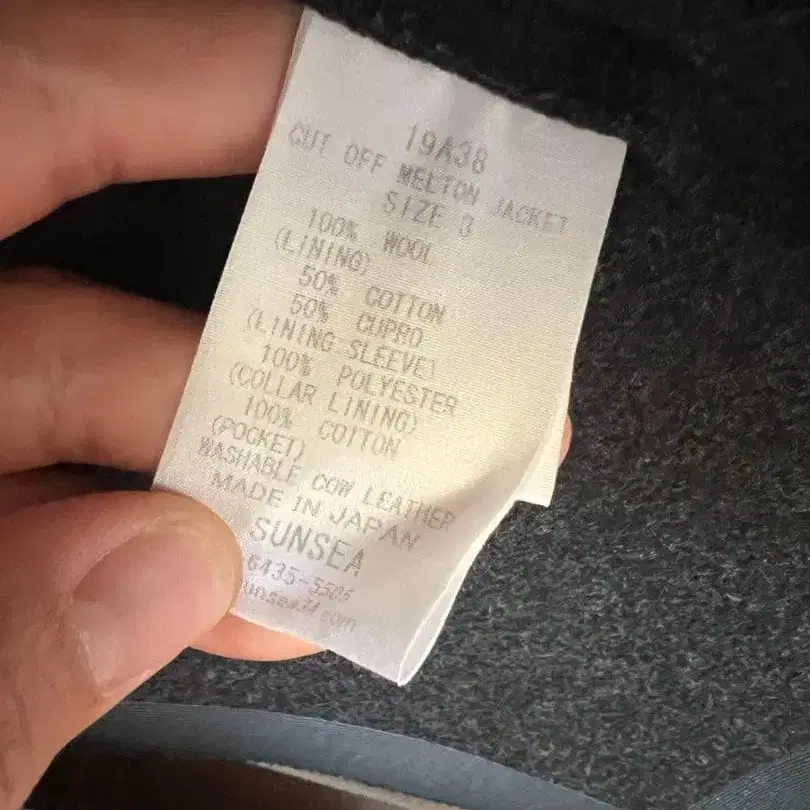 19A38
CUT OFF MELTON JACKET
SIZE 3
100% WOOL
(LINING)
50% COTTON
50% CUPRO
(LINING SLEEVE)
100% POLYESTER
(COLLAR LINING)
100% COTTON
(POCKET)
WASHABLE COW LEATHER
MADE IN JAPAN
SUNSEA
6435-5506